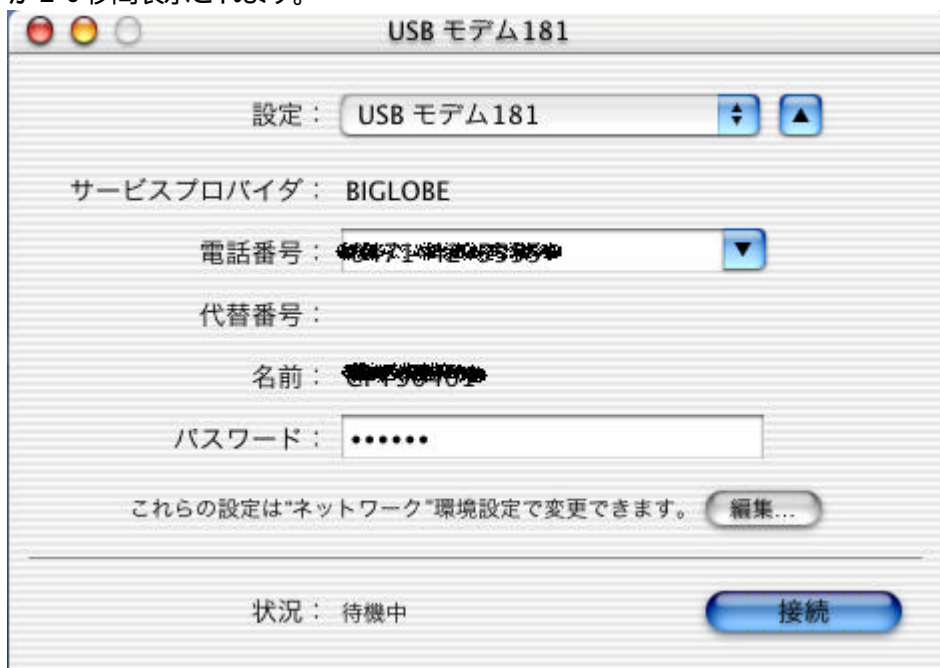 USB モデム181
設定： USB モデム181
サービスプロバイダ： BIGLOBE
電話番号：
代替番号：
名前：
パスワード： ••••••
これらの設定は“ネットワーク”環境設定で変更できます。 編集...
状況： 待機中 接続